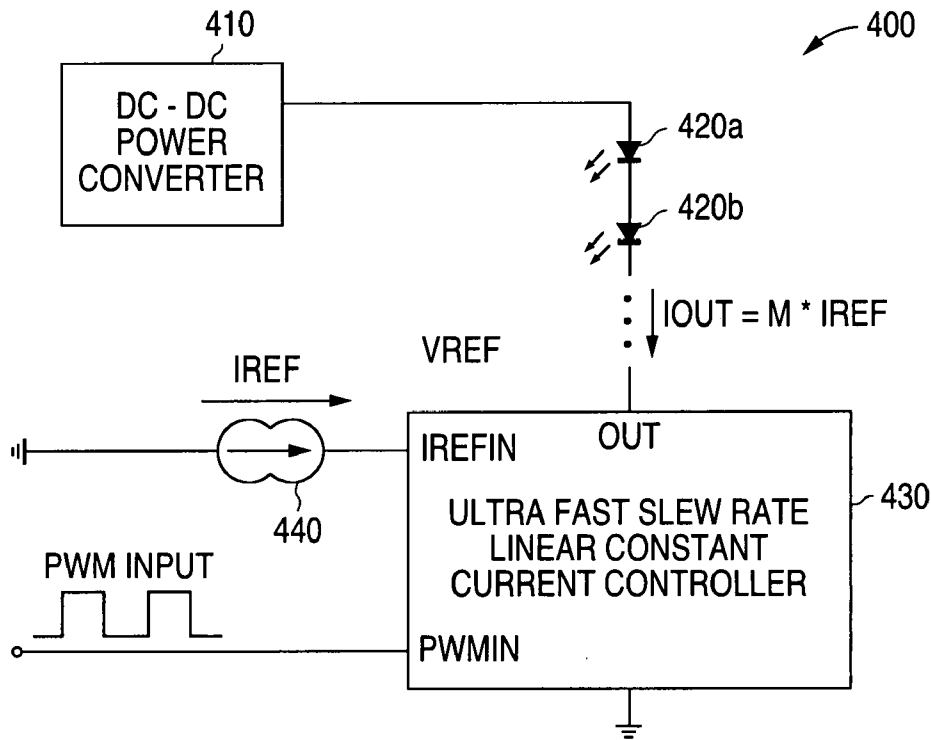 410
400
DC - DC
POWER
CONVERTER
420a
420b
IOUT = M * IREF
VREF
IREF
OUT
IREFIN
440
430
ULTRA FAST SLEW RATE
LINEAR CONSTANT
CURRENT CONTROLLER
PWM INPUT
PWMIN